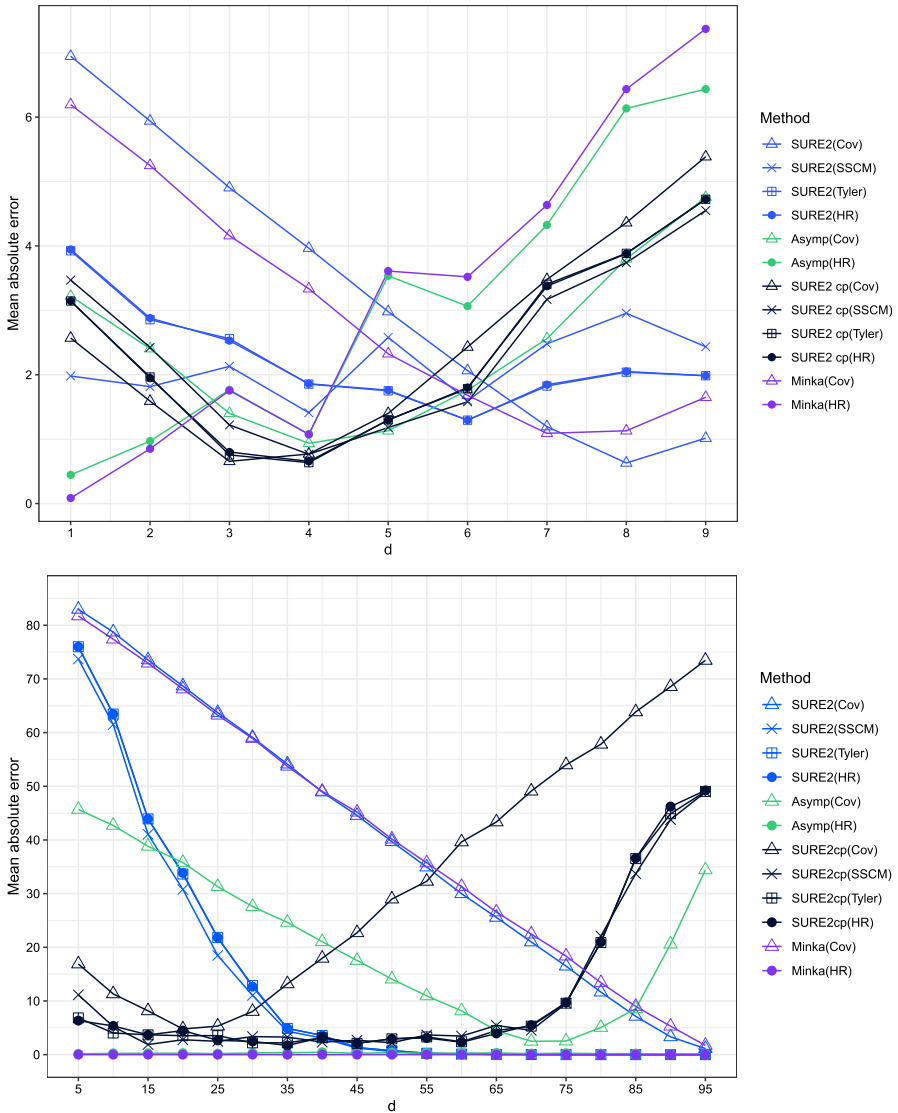 Mean absolute error
6
4
2
0
1 2 3 4 5 6 7 8 9
d
Method
SURE2(Cov)
SURE2(SSCM)
SURE2(Tyler)
SURE2(HR)
Asymp(Cov)
Asymp(HR)
SURE2 cp(Cov)
SURE2 cp(SSCM)
SURE2 cp(Tyler)
SURE2 cp(HR)
Minka(Cov)
Minka(HR)
Mean absolute error
80
70
60
50
40
30
20
10
0
5 15 25 35 45 55 65 75 85 95
d
Method
SURE2(Cov)
SURE2(SSCM)
SURE2(Tyler)
SURE2(HR)
Asymp(Cov)
Asymp(HR)
SURE2cp(Cov)
SURE2cp(SSCM)
SURE2cp(Tyler)
SURE2cp(HR)
Minka(Cov)
Minka(HR)